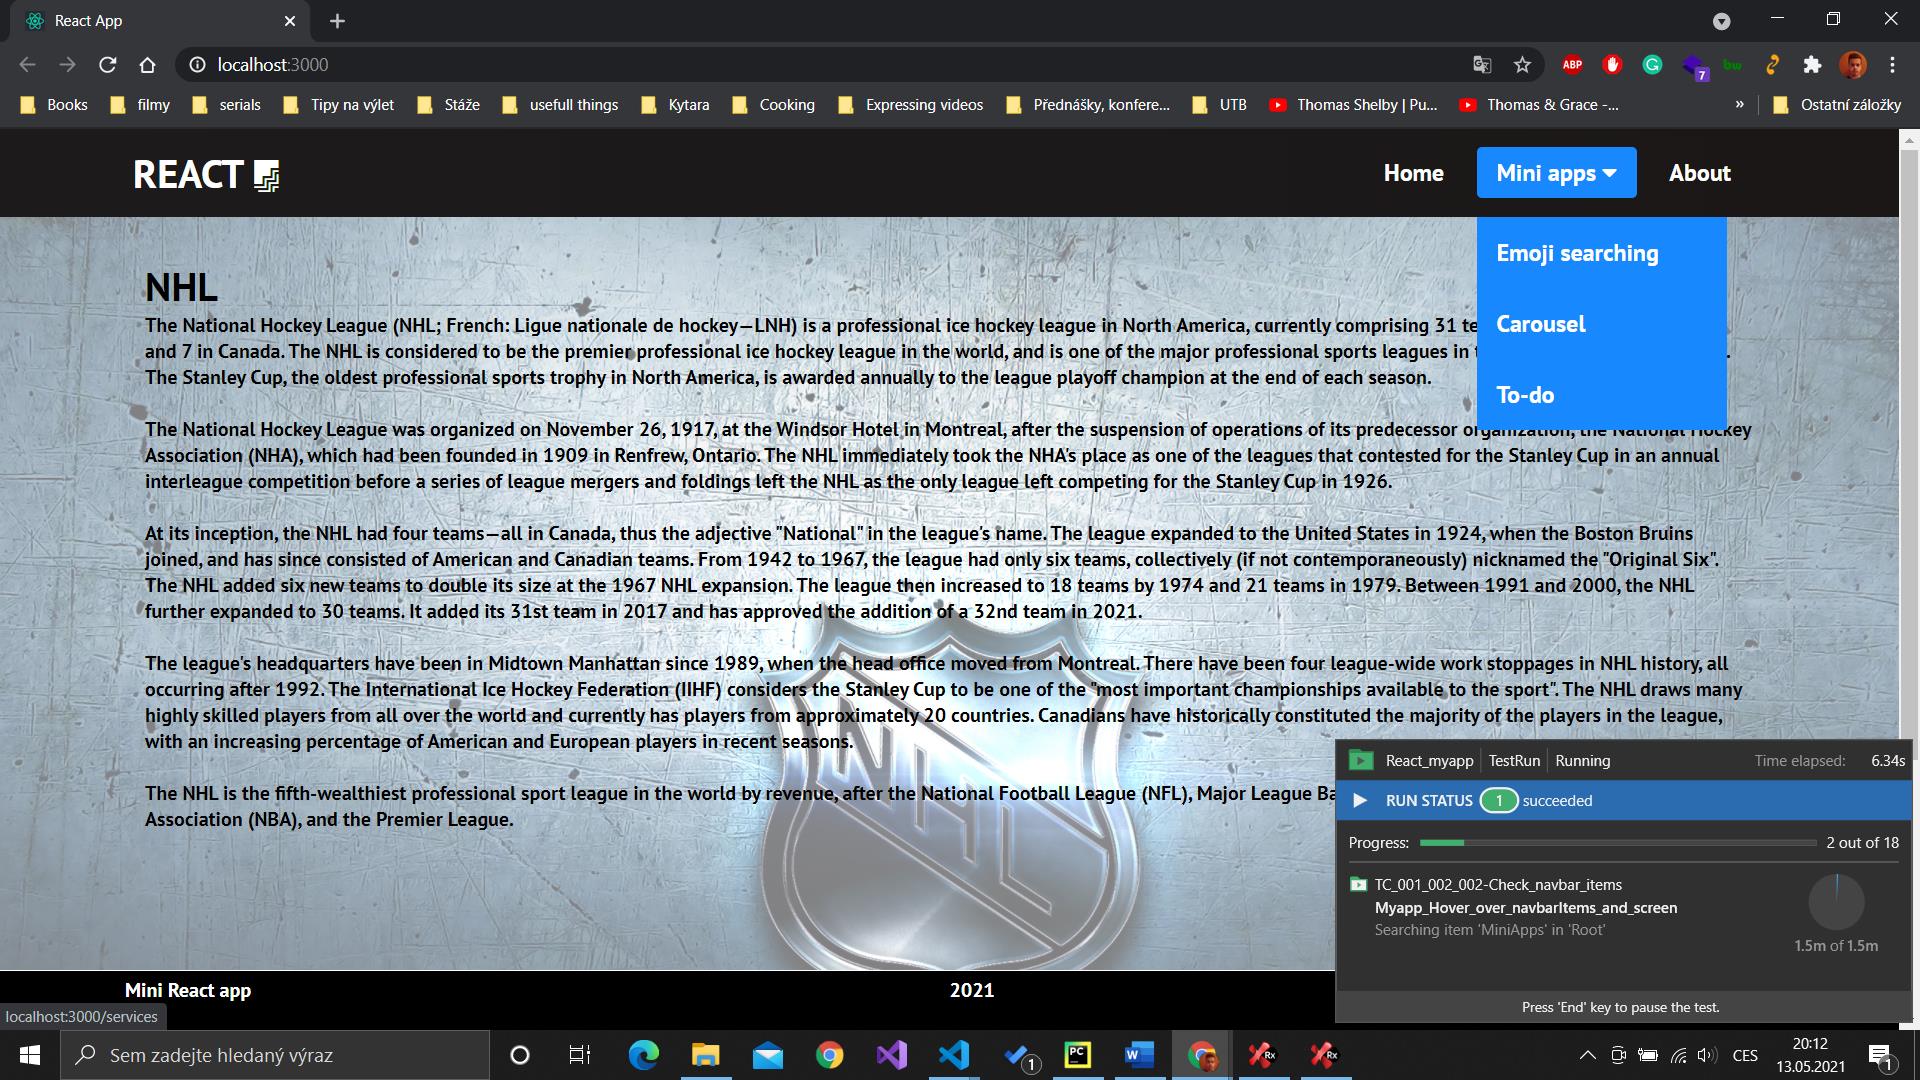 React App
localhost:3000
ABP
7
bw
Books
filmy
serials
Tipy na výlet
Stáže
usefull things
Kytara
Cooking
Expressing videos
Přednášky, konfere...
UTB
Thomas Shelby | Pu...
Thomas & Grace -...
»
Ostatní záložky
REACT
Home
Mini apps
About
Emoji searching
Carousel
To-do
NHL
The National Hockey League (NHL; French: Ligue nationale de hockey—LNH) is a professional ice hockey league in North America, currently comprising 31 te
and 7 in Canada. The NHL is considered to be the premier professional ice hockey league in the world, and is one of the major professional sports leagues in
The Stanley Cup, the oldest professional sports trophy in North America, is awarded annually to the league playoff champion at the end of each season.
The National Hockey League was organized on November 26, 1917, at the Windsor Hotel in Montreal, after the suspension of operations of its predecessor organization, the National Hockey
Association (NHA), which had been founded in 1909 in Renfrew, Ontario. The NHL immediately took the NHA's place as one of the leagues that contested for the Stanley Cup in an annual
interleague competition before a series of league mergers and foldings left the NHL as the only league left competing for the Stanley Cup in 1926.
At its inception, the NHL had four teams—all in Canada, thus the adjective "National" in the league's name. The league expanded to the United States in 1924, when the Boston Bruins
joined, and has since consisted of American and Canadian teams. From 1942 to 1967, the league had only six teams, collectively (if not contemporaneously) nicknamed the "Original Six".
The NHL added six new teams to double its size at the 1967 NHL expansion. The league then increased to 18 teams by 1974 and 21 teams in 1979. Between 1991 and 2000, the NHL
further expanded to 30 teams. It added its 31st team in 2017 and has approved the addition of a 32nd team in 2021.
The league's headquarters have been in Midtown Manhattan since 1989, when the head office moved from Montreal. There have been four league-wide work stoppages in NHL history, all
occurring after 1992. The International Ice Hockey Federation (IIHF) considers the Stanley Cup to be one of the "most important championships available to the sport". The NHL draws many
highly skilled players from all over the world and currently has players from approximately 20 countries. Canadians have historically constituted the majority of the players in the league,
with an increasing percentage of American and European players in recent seasons.
The NHL is the fifth-wealthiest professional sport league in the world by revenue, after the National Football League (NFL), Major League Ba
Association (NBA), and the Premier League.
NHL
React_myapp
TestRun
Running
Time elapsed: 6.34s
RUN STATUS 1 succeeded
Progress: 2 out of 18
TC_001_002_002-Check_navbar_items
Myapp_Hover_over_navbarItems_and_screen
Searching item 'MiniApps' in 'Root'
1.5m of 1.5m
Press 'End' key to pause the test.
Mini React app
2021
localhost:3000/services
Sem zadejte hledaný výraz
1
PC
W
Rx
Rx
CES
20:12
13.05.2021
1